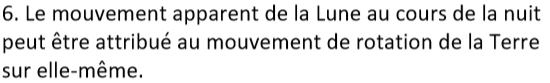 6. Le mouvement apparent de la Lune au cours de la nuit
peut être attribué au mouvement de rotation de la Terre
sur elle-même.